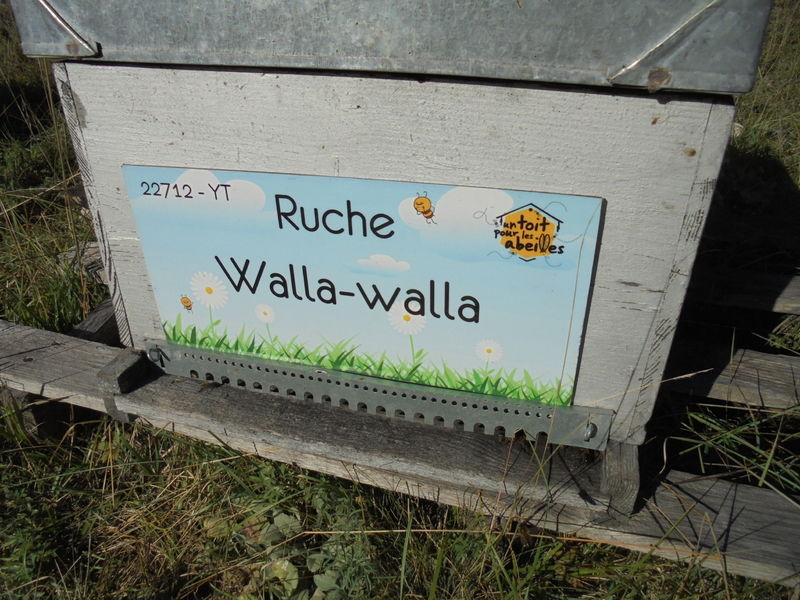 22712 - YT
Ruche
Walla-walla
un toit
pour les
abeilles